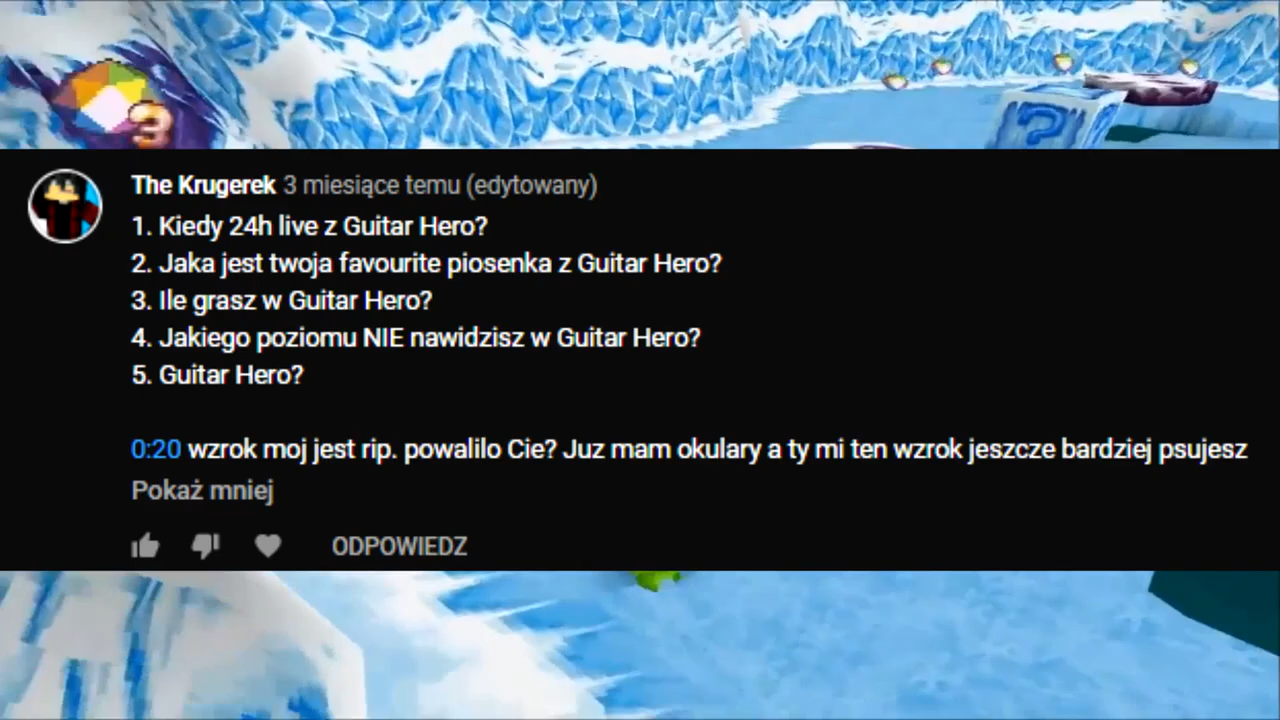 3
?
The Krugerek 3 miesiące temu (edytowany)
1. Kiedy 24h live z Guitar Hero?
2. Jaka jest twoja favourite piosenka z Guitar Hero?
3. Ile grasz w Guitar Hero?
4. Jakiego poziomu NIE nawidzisz w Guitar Hero?
5. Guitar Hero?
0:20 wzrok moj jest rip. powalilo Cie? Juz mam okulary a ty mi ten wzrok jeszcze bardziej psujesz
Pokaż mniej
ODPOWIEDZ